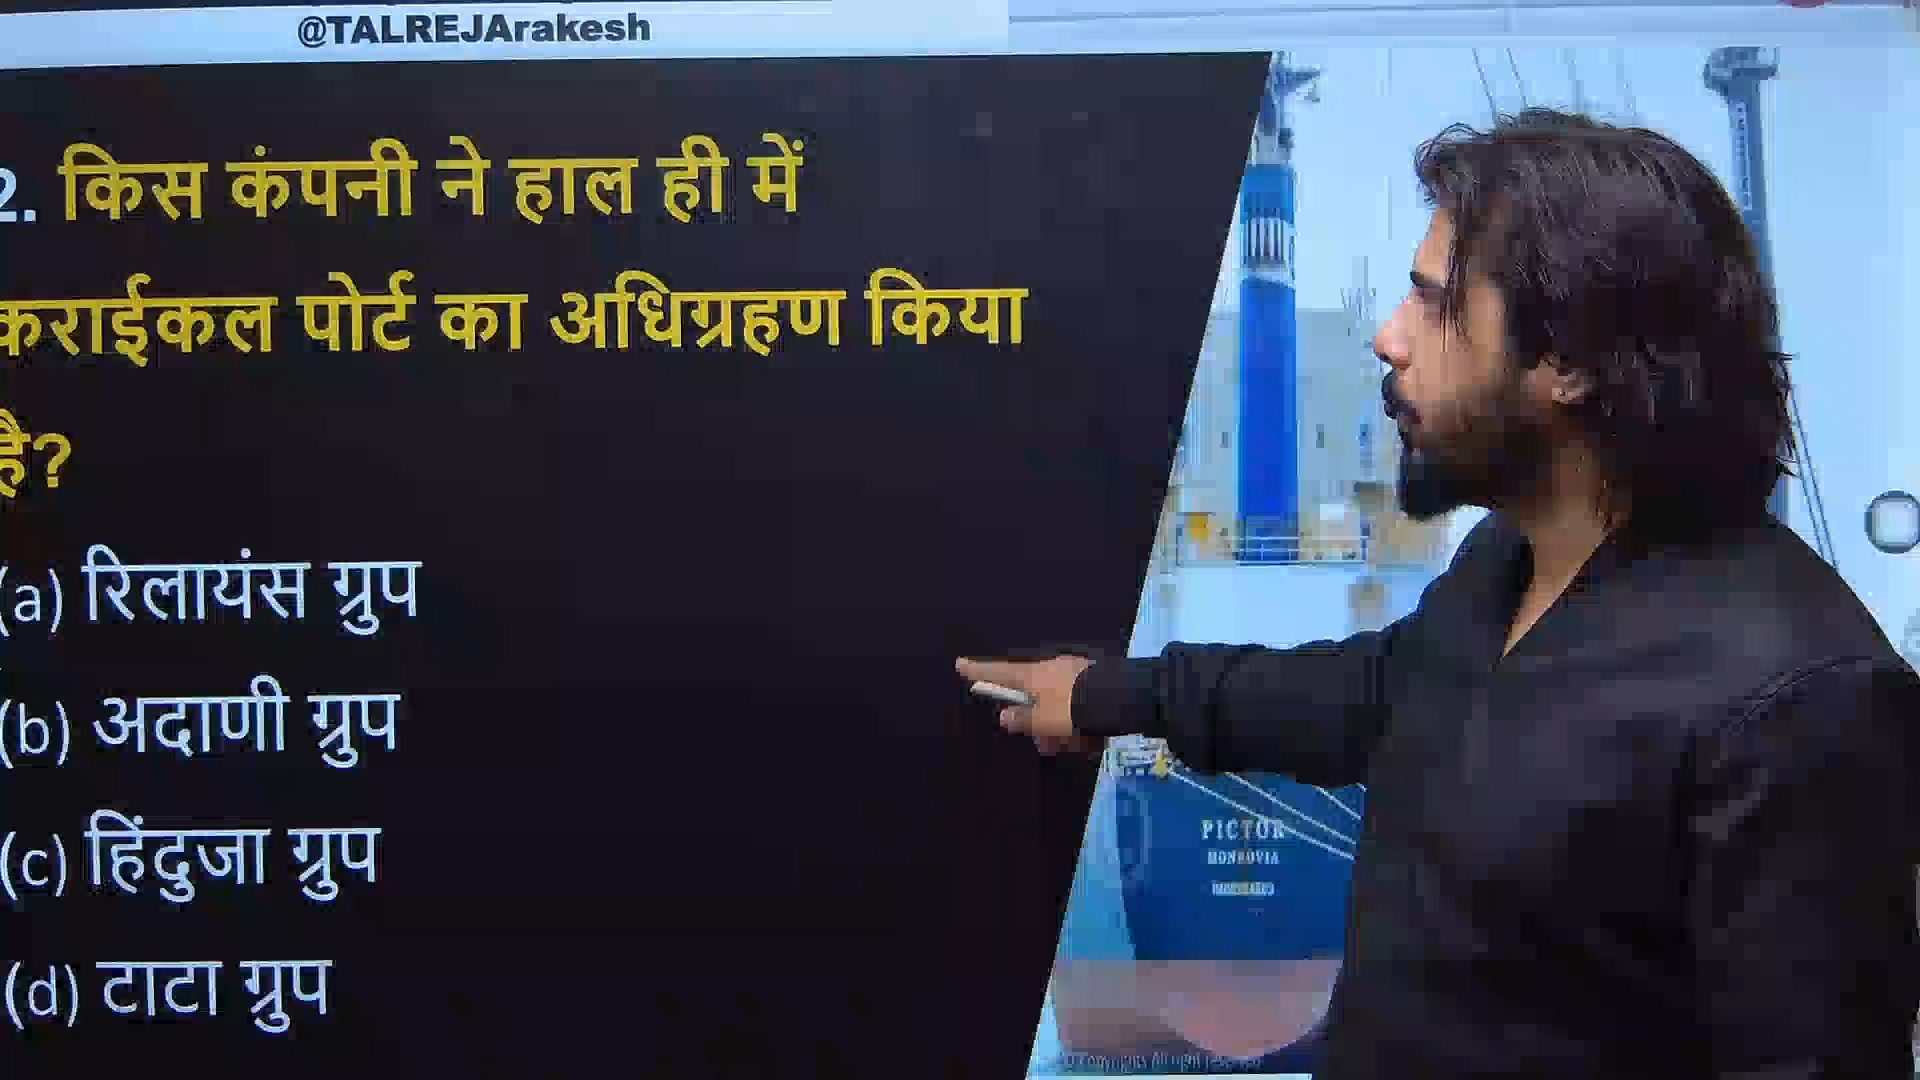 @TALREJArakesh
2. किस कंपनी ने हाल ही में
कराईकल पोर्ट का अधिग्रहण किया
है?
(a) रिलायंस ग्रुप
(b) अदाणी ग्रुप
(c) हिंदुजा ग्रुप
(d) टाटा ग्रुप
PICTOR
MONROVIA